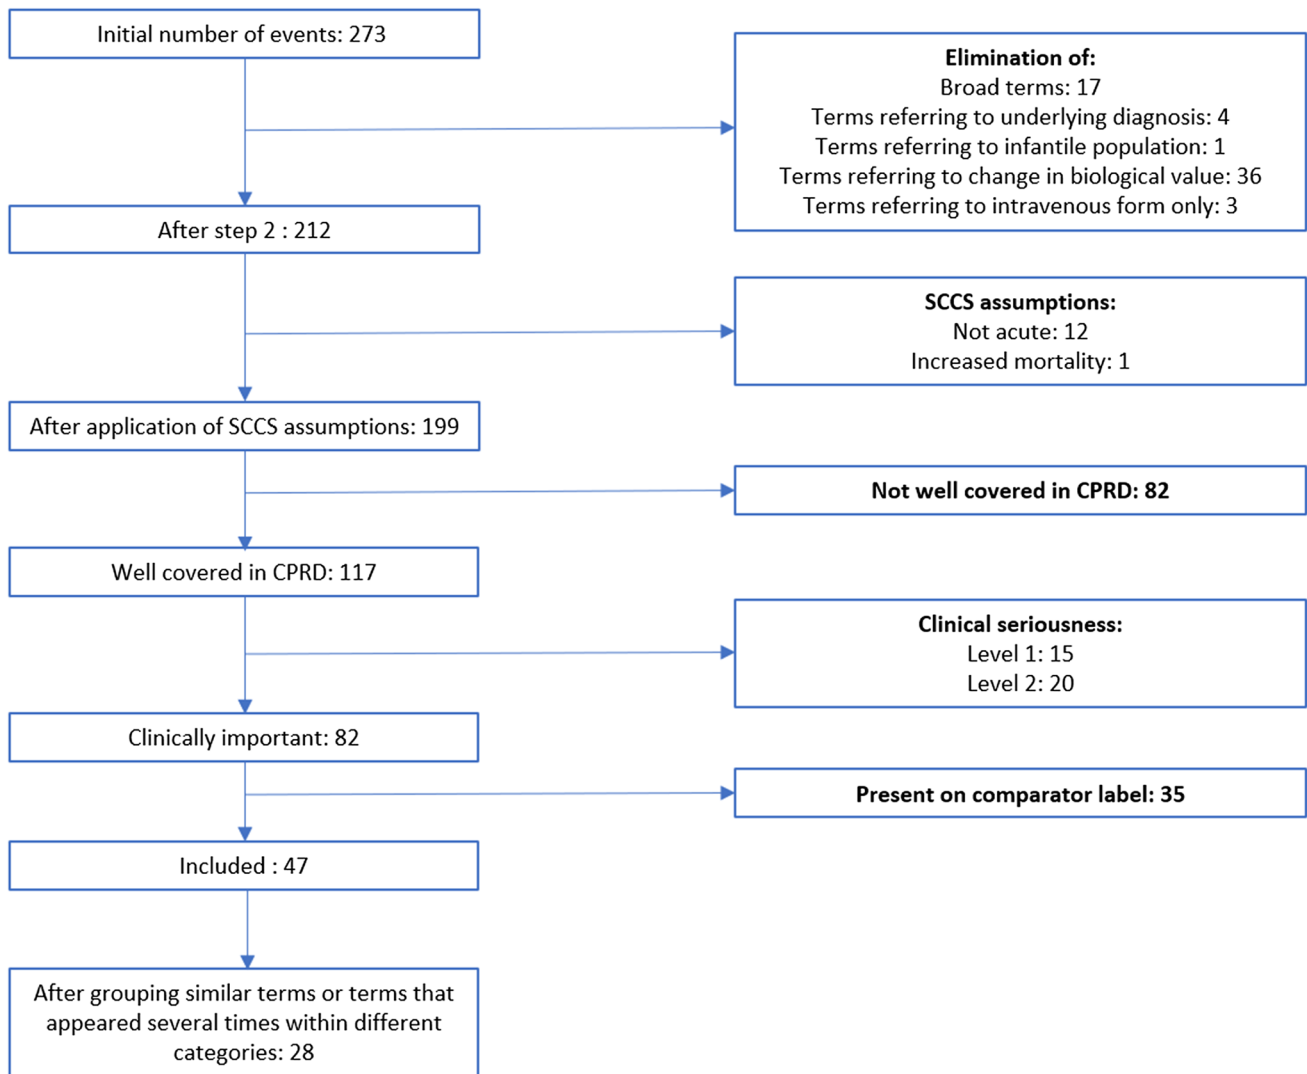 Initial number of events: 273
Elimination of:
Broad terms: 17
Terms referring to underlying diagnosis: 4
Terms referring to infantile population: 1
Terms referring to change in biological value: 36
Terms referring to intravenous form only: 3
After step 2 : 212
SCCS assumptions:
Not acute: 12
Increased mortality: 1
After application of SCCS assumptions: 199
Not well covered in CPRD: 82
Well covered in CPRD: 117
Clinical seriousness:
Level 1: 15
Level 2: 20
Clinically important: 82
Present on comparator label: 35
Included : 47
After grouping similar terms or terms that
appeared several times within different
categories: 28